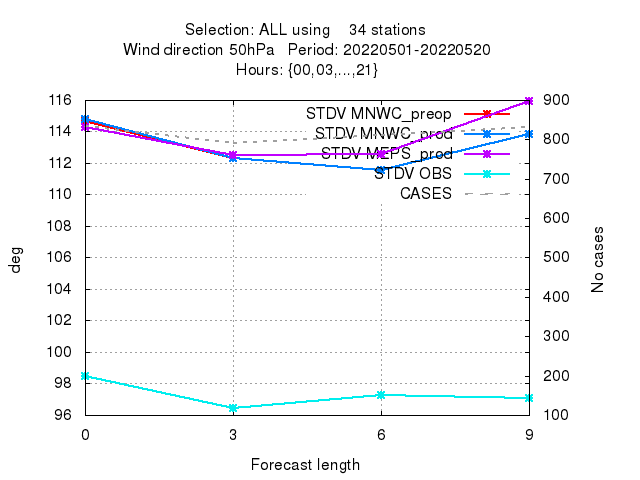 Selection: ALL using 34 stations
Wind direction 50hPa Period: 20220501-20220520
Hours: {00,03,...,21}
116
114
112
110
108
106
104
102
100
98
96
900
800
700
600
500
400
300
200
100
0
3
6
9
deg
No cases
Forecast length
STDV MNWC_preop
STDV MNWC_prod
STDV MEPS_prod
STDV OBS
CASES